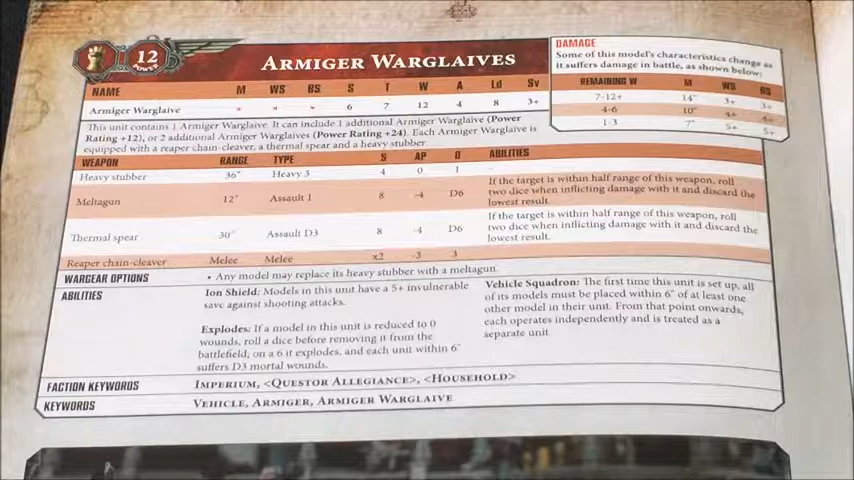 12
POWER
ARMIGER WARGLAIVES
NAME M WS BS S T W A Ld Sv
Armiger Warglaive * * * 6 7 12 4 8 3+
This unit contains 1 Armiger Warglaive. It can include 1 additional Armiger Warglaive (Power
Rating +12), or 2 additional Armiger Warglaives (Power Rating +24). Each Armiger Warglaive is
equipped with a reaper chain-cleaver, a thermal spear and a heavy stubber.
DAMAGE
Some of this model's characteristics change as
it suffers damage in battle, as shown below:
REMAINING W M WS BS
7-12+ 14" 3+ 3+
4-6 10" 4+ 4+
1-3 7" 5+ 5+
WEAPON RANGE TYPE S AP D ABILITIES
Heavy stubber 36" Heavy 3 4 0 1 -
Meltagun 12" Assault 1 8 -4 D6 If the target is within half range of this weapon, roll
two dice when inflicting damage with it and discard the
lowest result.
Thermal spear 30" Assault D3 8 -4 D6 If the target is within half range of this weapon, roll
two dice when inflicting damage with it and discard the
lowest result.
Reaper chain-cleaver Melee Melee x2 -3 3
WARGEAR OPTIONS • Any model may replace its heavy stubber with a meltagun.
ABILITIES
Ion Shield: Models in this unit have a 5+ invulnerable
save against shooting attacks.
Explodes: If a model in this unit is reduced to 0
wounds, roll a dice before removing it from the
battlefield; on a 6 it explodes, and each unit within 6"
suffers D3 mortal wounds.
Vehicle Squadron: The first time this unit is set up, all
of its models must be placed within 6" of at least one
other model in their unit. From that point onwards,
each operates independently and is treated as a
separate unit.
FACTION KEYWORDS IMPERIUM, <QUESTOR ALLEGIANCE>, <HOUSEHOLD>
KEYWORDS VEHICLE, ARMIGER, ARMIGER WARGLAIVE